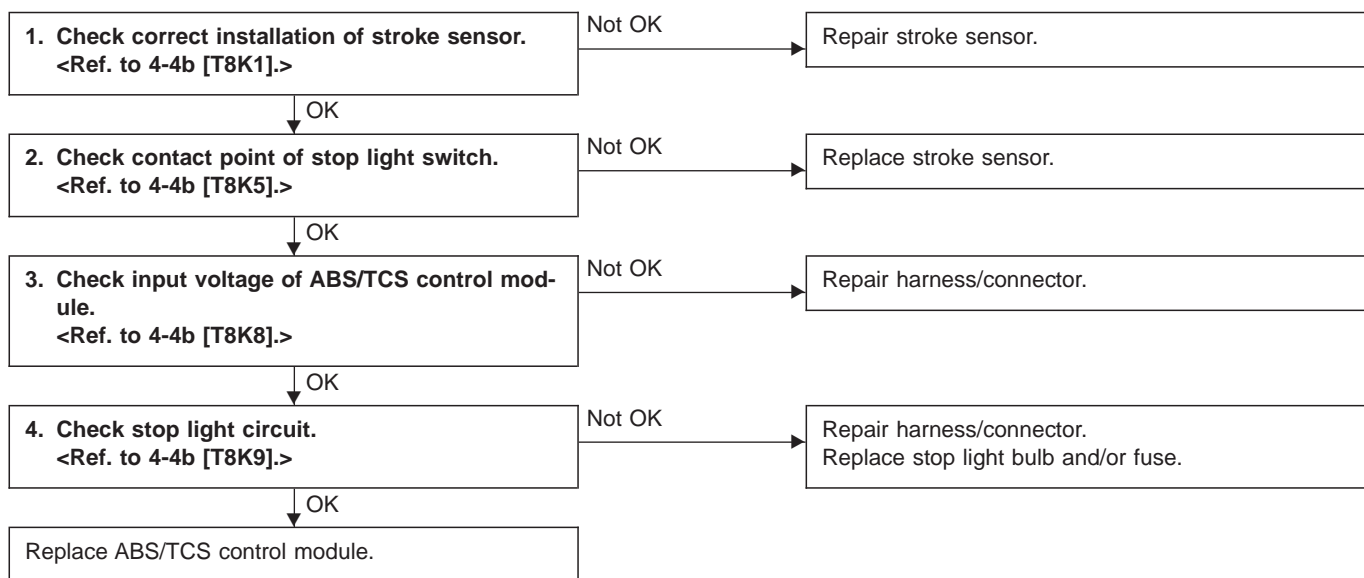 1. Check correct installation of stroke sensor.
<Ref. to 4-4b [T8K1].>
Not OK
Repair stroke sensor.
OK
2. Check contact point of stop light switch.
<Ref. to 4-4b [T8K5].>
Not OK
Replace stroke sensor.
OK
3. Check input voltage of ABS/TCS control mod-
ule.
<Ref. to 4-4b [T8K8].>
Not OK
Repair harness/connector.
OK
4. Check stop light circuit.
<Ref. to 4-4b [T8K9].>
Not OK
Repair harness/connector.
Replace stop light bulb and/or fuse.
OK
Replace ABS/TCS control module.